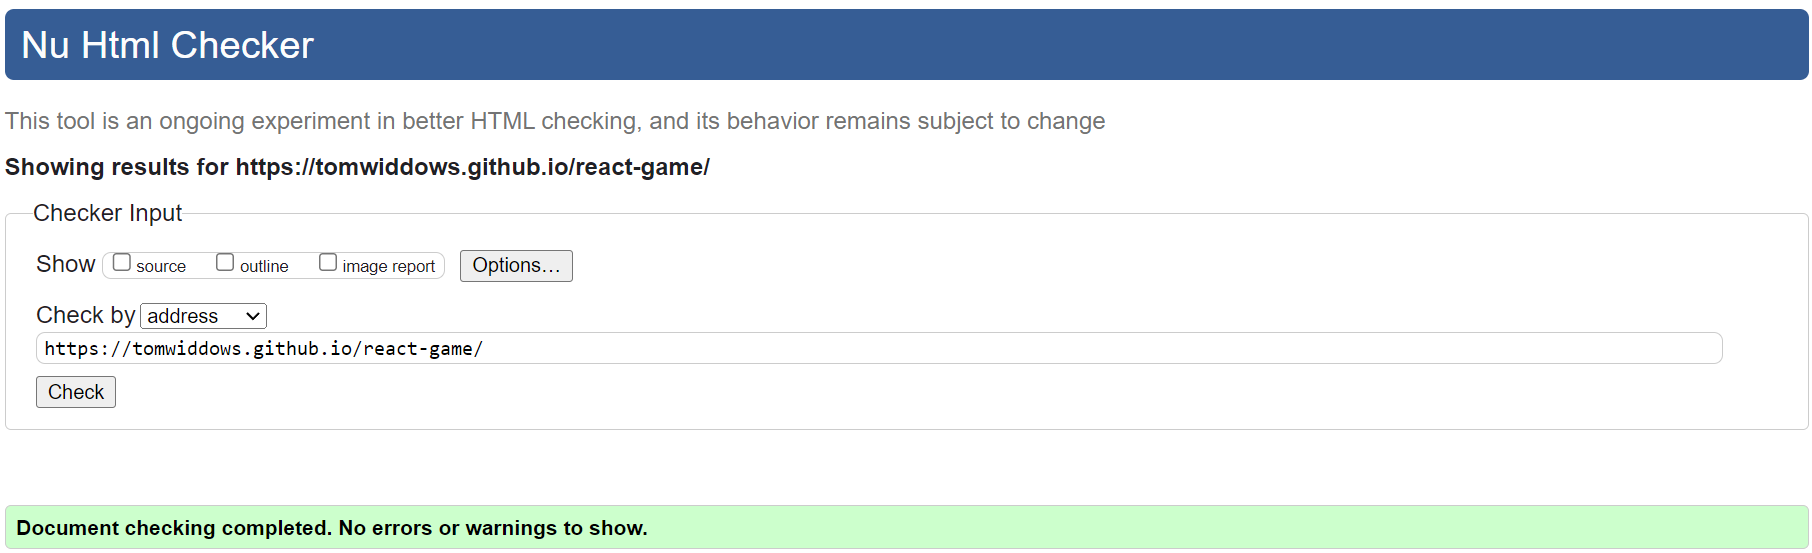 Nu Html Checker
This tool is an ongoing experiment in better HTML checking, and its behavior remains subject to change
Showing results for https://tomwiddows.github.io/react-game/
Checker Input
Show source outline image report Options...
Check by address
https://tomwiddows.github.io/react-game/
Check
Document checking completed. No errors or warnings to show.